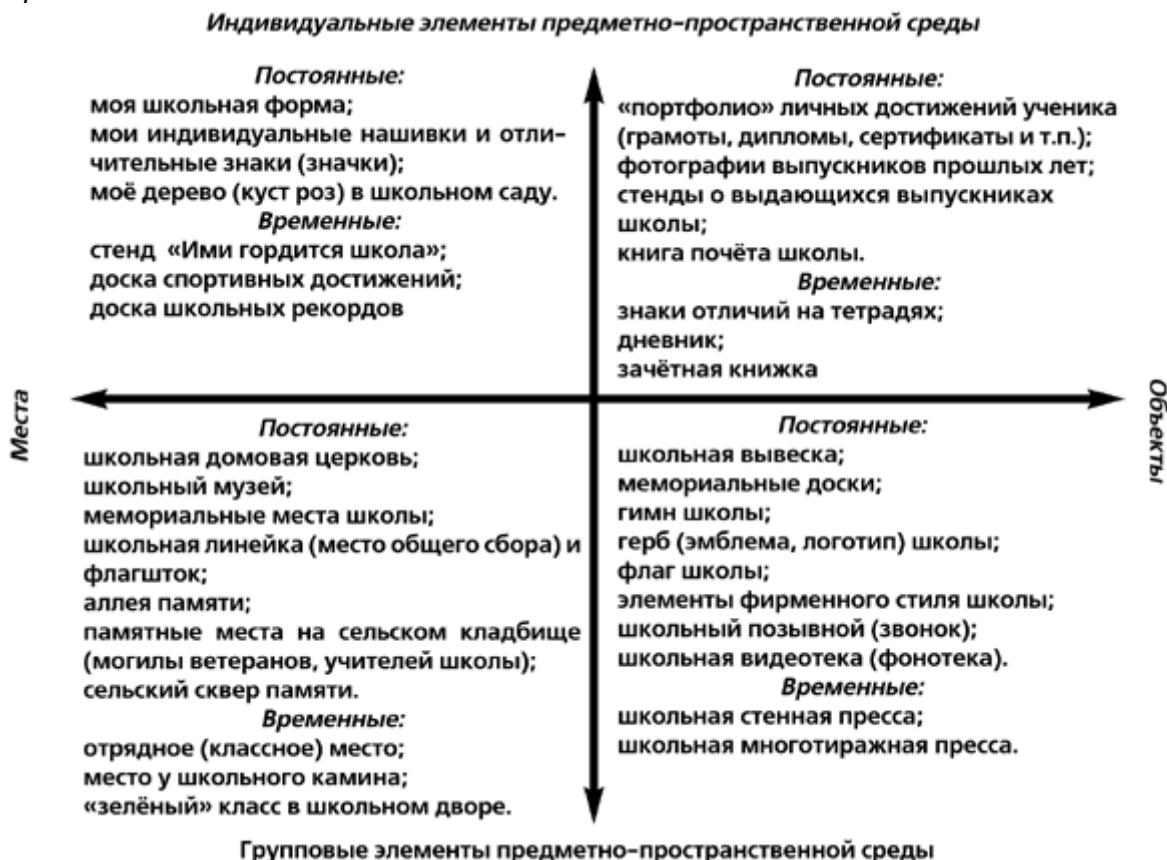 Индивидуальные элементы предметно-пространственной среды
Постоянные:
моя школьная форма;
мои индивидуальные нашивки и отли-
чительные знаки (значки);
моё дерево (куст роз) в школьном саду.
Временные:
стенд «Ими гордится школа»;
доска спортивных достижений;
доска школьных рекордов
Постоянные:
«портфолио» личных достижений ученика
(грамоты, дипломы, сертификаты и т.п.);
фотографии выпускников прошлых лет;
стенды о выдающихся выпускниках
школы;
книга почёта школы.
Временные:
знаки отличий на тетрадях;
дневник;
зачётная книжка
Места
Объекты
Постоянные:
школьная домовая церковь;
школьный музей;
мемориальные места школы;
школьная линейка (место общего сбора) и
флагшток;
аллея памяти;
памятные места на сельском кладбище
(могилы ветеранов, учителей школы);
сельский сквер памяти.
Временные:
отрядное (классное) место;
место у школьного камина;
«зелёный» класс в школьном дворе.
Постоянные:
школьная вывеска;
мемориальные доски;
гимн школы;
герб (эмблема, логотип) школы;
флаг школы;
элементы фирменного стиля школы;
школьный позывной (звонок);
школьная видеотека (фонотека).
Временные:
школьная стенная пресса;
школьная многотиражная пресса.
Групповые элементы предметно-пространственной среды